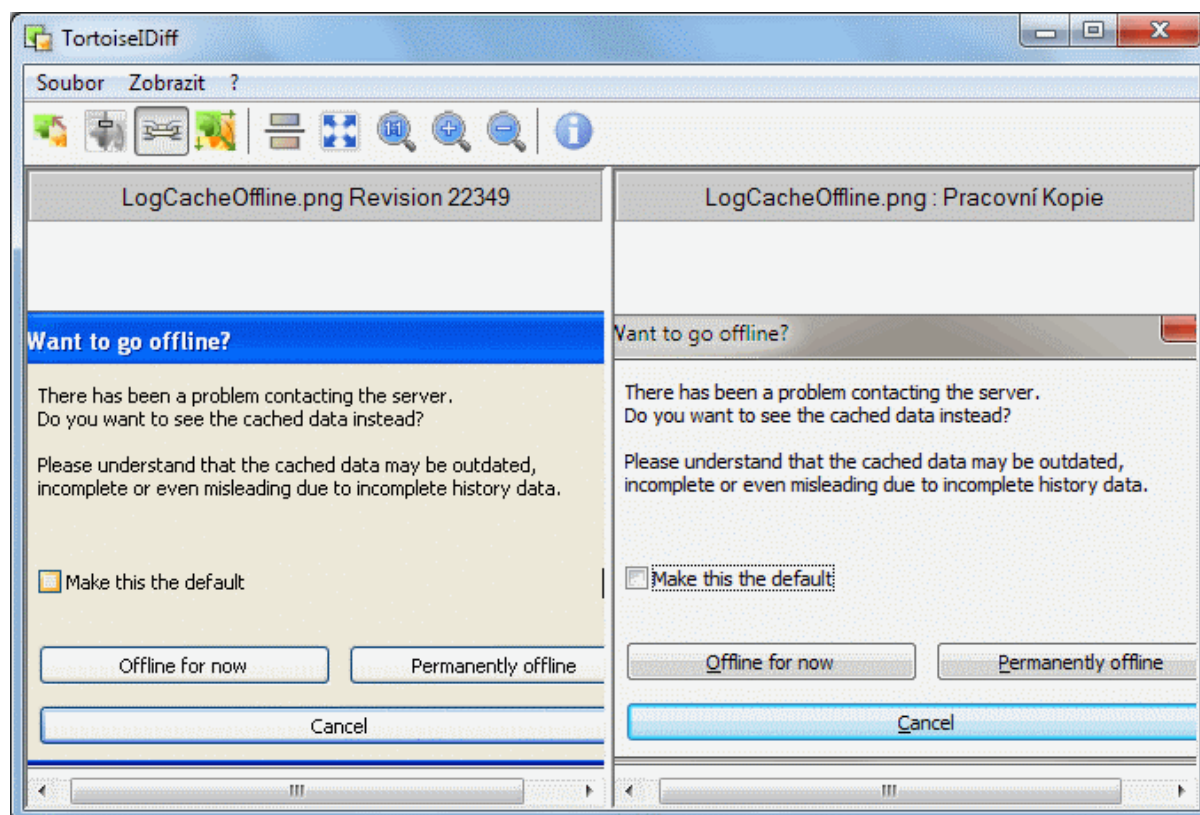 TortoiseIDiff
Soubor Zobrazit ?
1:1
LogCacheOffline.png Revision 22349
LogCacheOffline.png : Pracovní Kopie
Want to go offline?
There has been a problem contacting the server.
Do you want to see the cached data instead?
Please understand that the cached data may be outdated,
incomplete or even misleading due to incomplete history data.
Make this the default
Offline for now
Permanently offline
Cancel
Want to go offline?
There has been a problem contacting the server.
Do you want to see the cached data instead?
Please understand that the cached data may be outdated,
incomplete or even misleading due to incomplete history data.
Make this the default
Offline for now
Permanently offline
Cancel